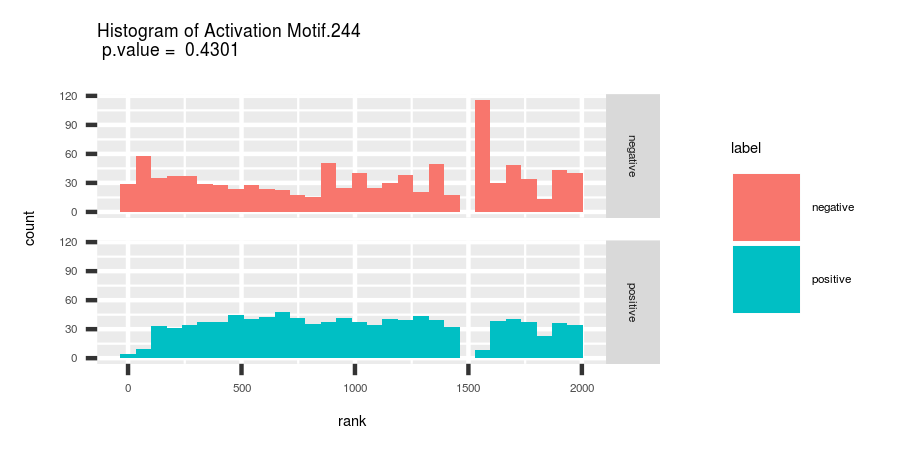 Histogram of Activation Motif.244
p.value = 0.4301
120
90
60
30
0
negative
120
90
60
30
0
positive
0 500 1000 1500 2000
rank
count
label
negative
positive